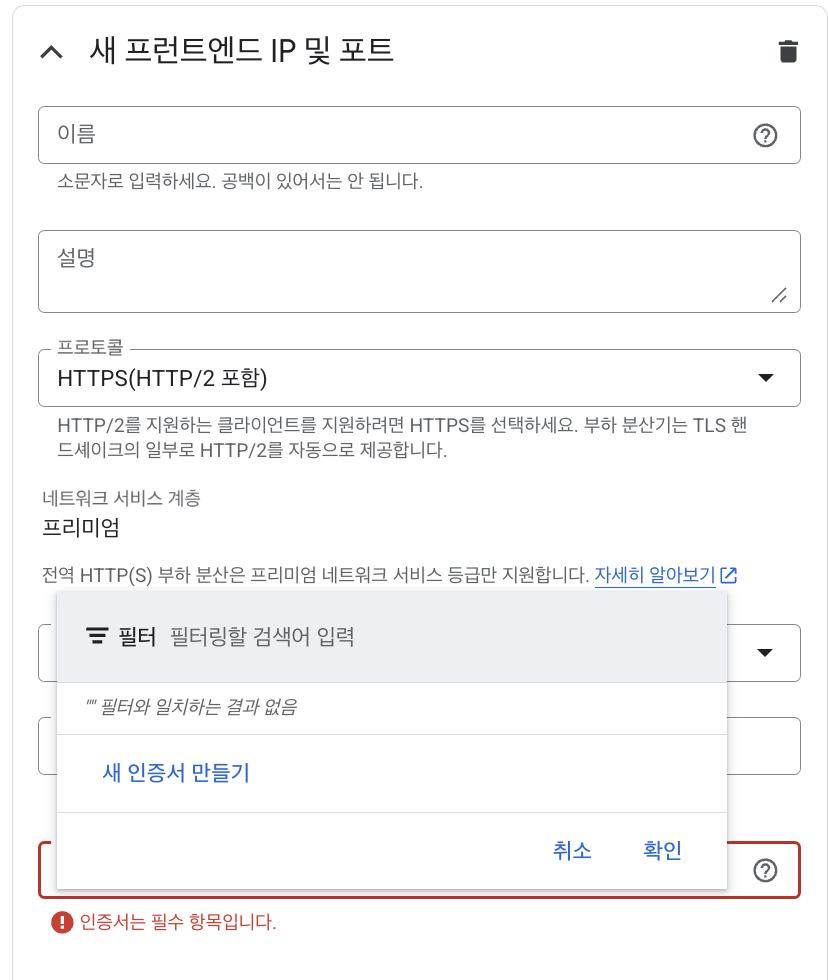 새 프런트엔드 IP 및 포트
이름
소문자로 입력하세요. 공백이 있어서는 안 됩니다.
설명
프로토콜
HTTPS(HTTP/2 포함)
HTTP/2를 지원하는 클라이언트를 지원하려면 HTTPS를 선택하세요. 부하 분산기는 TLS 핸
드셰이크의 일부로 HTTP/2를 자동으로 제공합니다.
네트워크 서비스 계층
프리미엄
전역 HTTP(S) 부하 분산은 프리미엄 네트워크 서비스 등급만 지원합니다. 자세히 알아보기
필터 필터링할 검색어 입력
"" 필터와 일치하는 결과 없음
새 인증서 만들기
취소 확인
인증서는 필수 항목입니다.